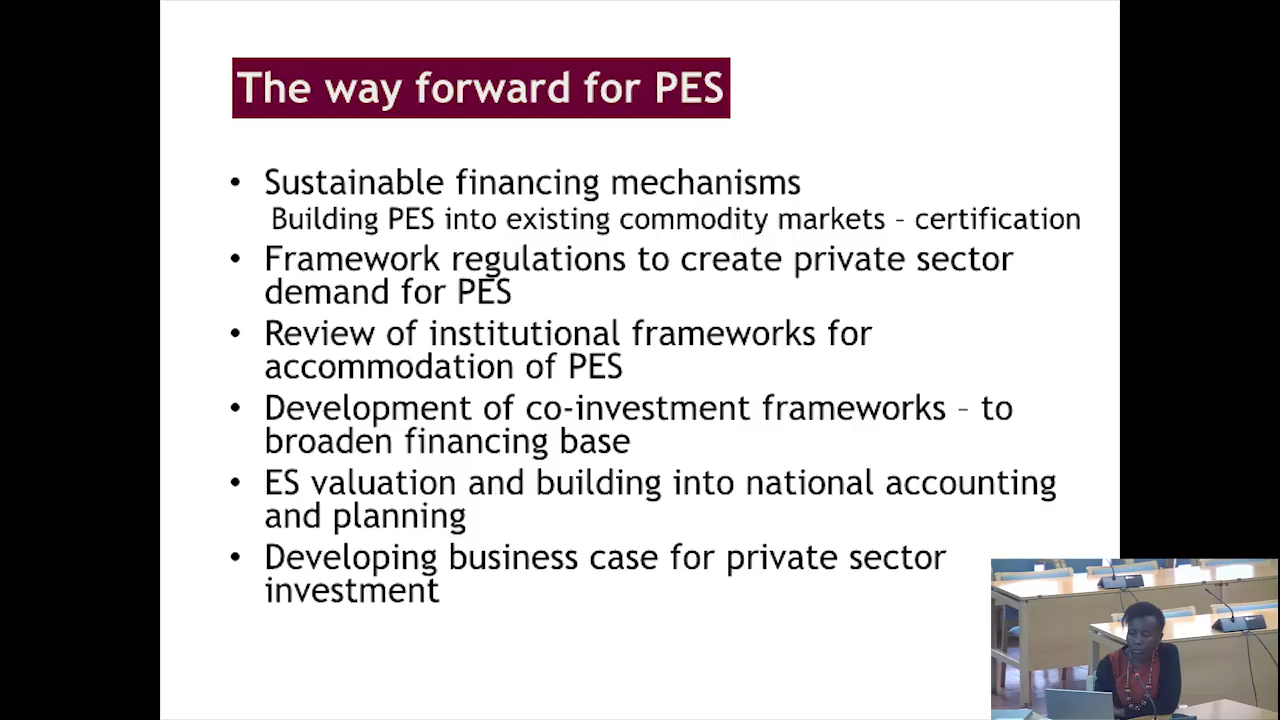 The way forward for PES
• Sustainable financing mechanisms
Building PES into existing commodity markets – certification
• Framework regulations to create private sector
demand for PES
• Review of institutional frameworks for
accommodation of PES
• Development of co-investment frameworks – to
broaden financing base
• ES valuation and building into national accounting
and planning
• Developing business case for private sector
investment